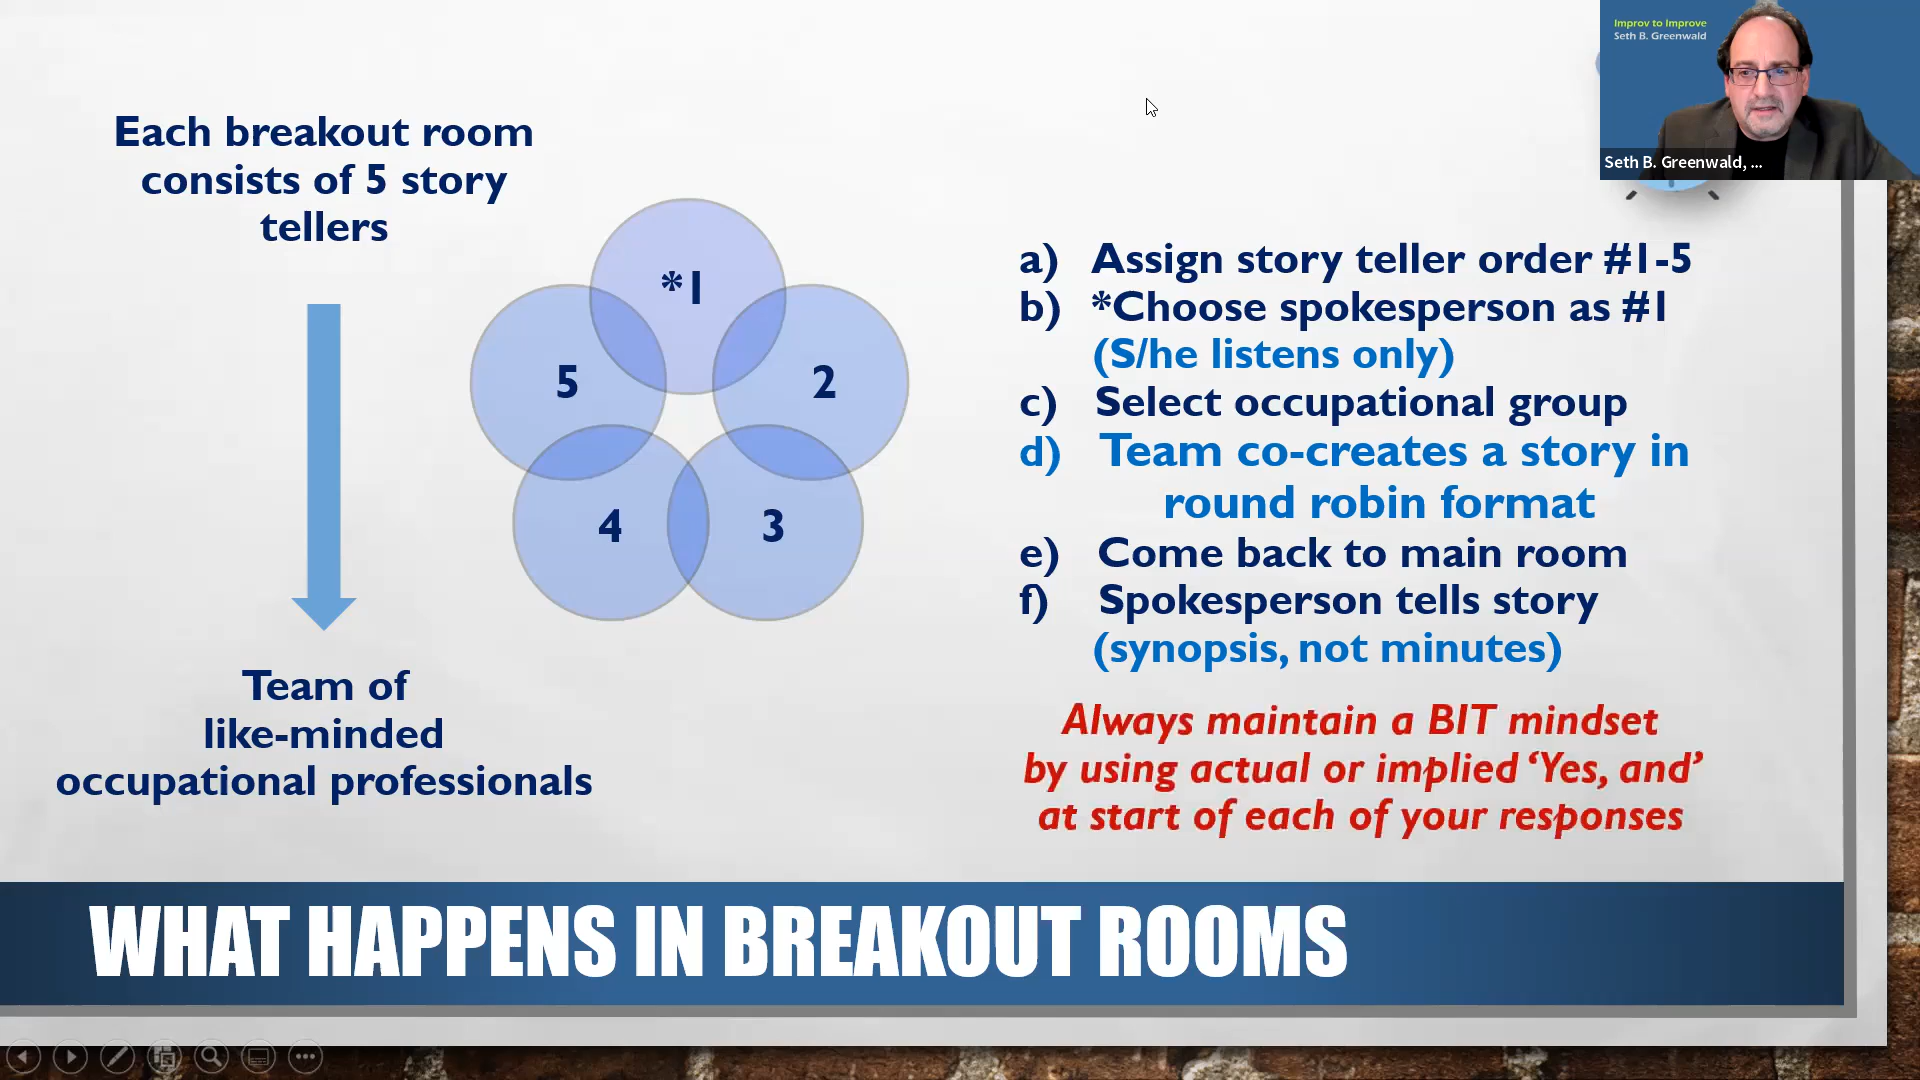 Improv to Improve
Seth B. Greenwald
Seth B. Greenwald, ...
Each breakout room
consists of 5 story
tellers
*1
5
2
4
3
Team of
like-minded
occupational professionals
a) Assign story teller order #1-5
b) *Choose spokesperson as #1
(S/he listens only)
c) Select occupational group
d) Team co-creates a story in
round robin format
e) Come back to main room
f) Spokesperson tells story
(synopsis, not minutes)
Always maintain a BIT mindset
by using actual or implied ‘Yes, and’
at start of each of your responses
WHAT HAPPENS IN BREAKOUT ROOMS